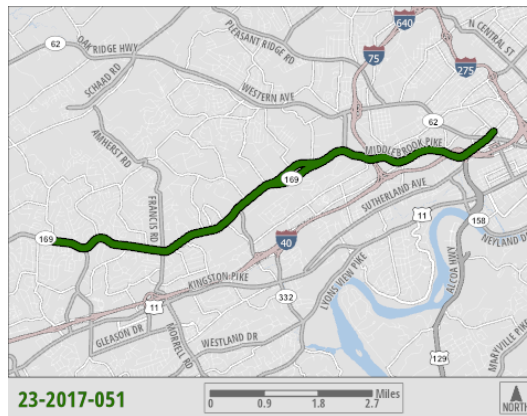 640
N CENTRAL ST
62
OAK RIDGE HWY
PLEASANT RIDGE RD
75
275
SCHAAD RD
WESTERN AVE
62
AMHERST RD
MIDDLEBROOK PIKE
169
SUTHERLAND AVE
FRANCIS RD
11
158
169
40
NEYLAND DR
KINGSTON PIKE
ALCOA HWY
LYONS VIEW PIKE
11
332
GLEASON DR
MORRELL RD
WESTLAND DR
129
MARYVILLE PIKE
23-2017-051
Miles
0 0.9 1.8 2.7
NORTH